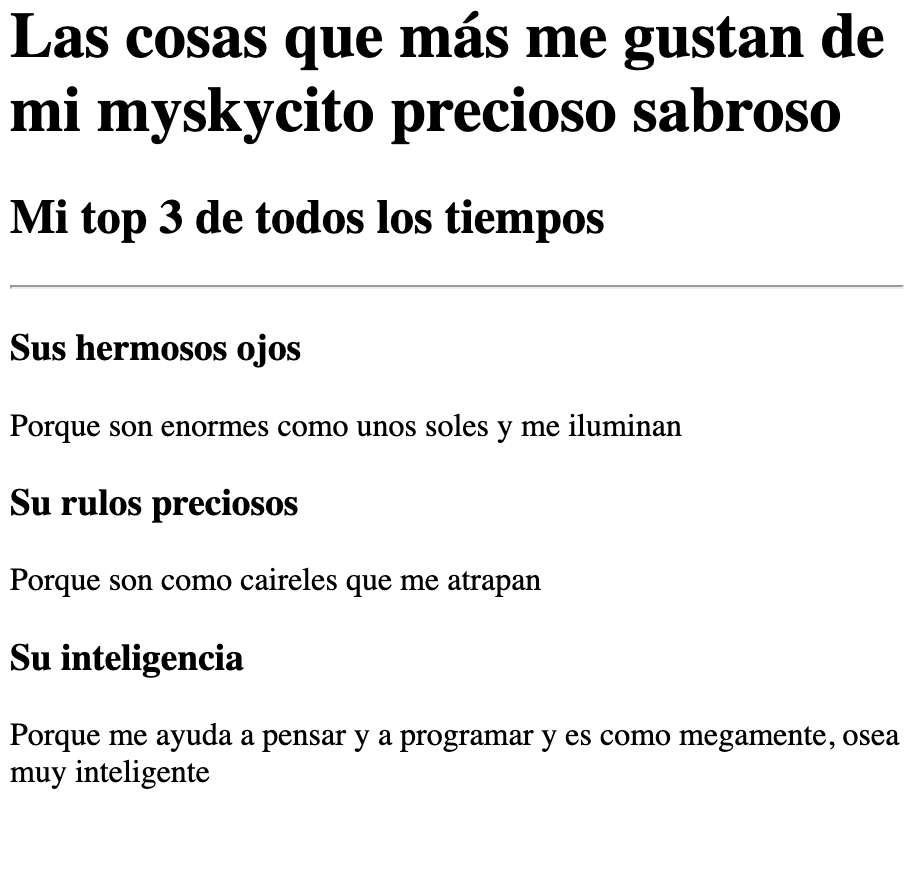 Las cosas que más me gustan de
mi myskycito precioso sabroso
Mi top 3 de todos los tiempos
Sus hermosos ojos
Porque son enormes como unos soles y me iluminan
Su rulos preciosos
Porque son como caireles que me atrapan
Su inteligencia
Porque me ayuda a pensar y a programar y es como megamente, osea
muy inteligente